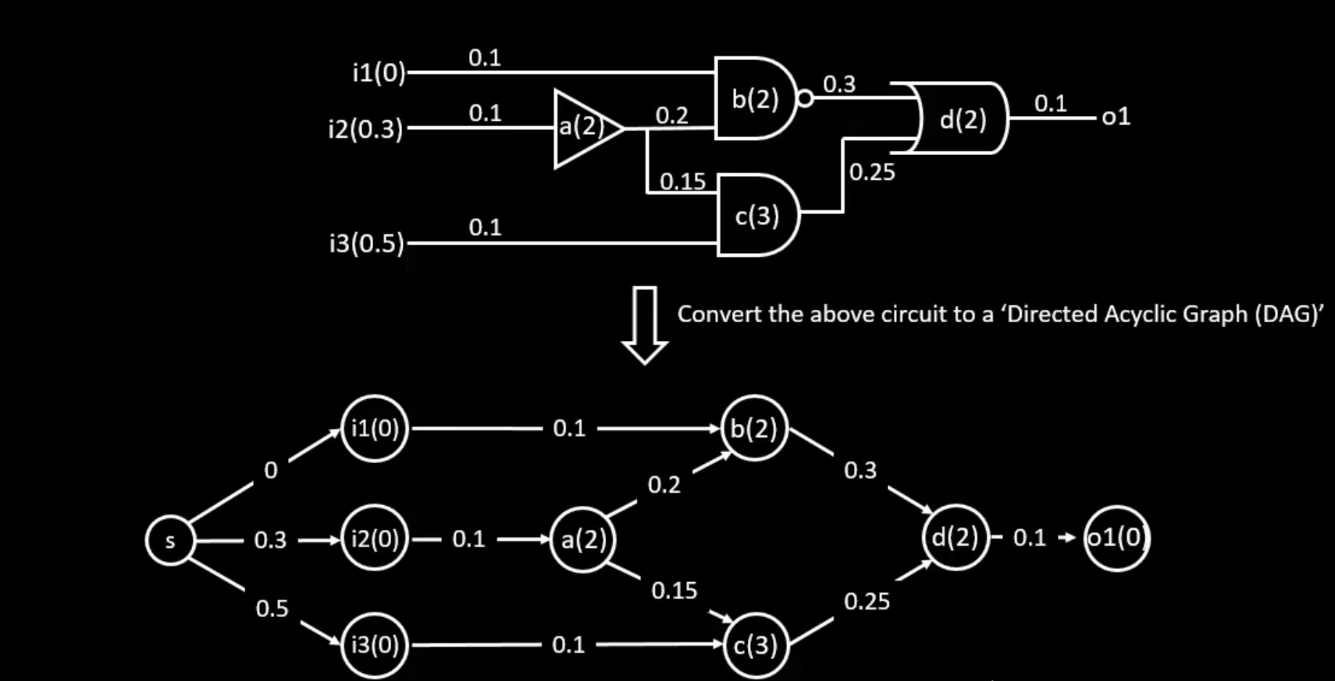 0.1
i1(0)
b(2)
0.3
0.1
i2(0.3)
0.1
a(2)
0.2
d(2)
o1
0.15
0.25
c(3)
0.1
i3(0.5)
Convert the above circuit to a ‘Directed Acyclic Graph (DAG)’
i1(0)
0.1
b(2)
0
0.2
0.3
s
0.3
i2(0)
0.1
a(2)
d(2)
0.1
o1(0
0.5
0.15
0.25
i3(0)
0.1
c(3)